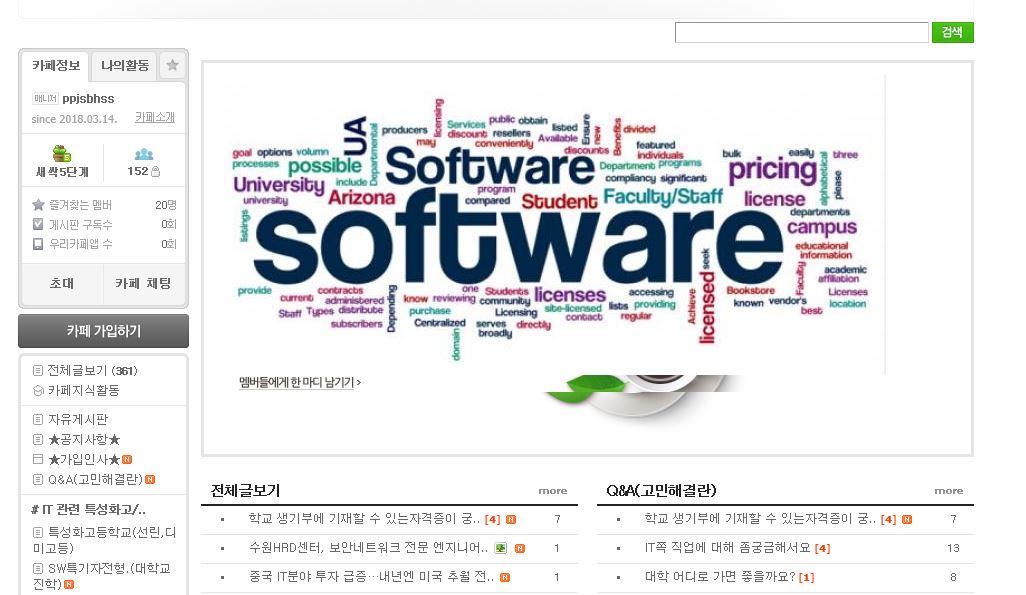 검색
카페정보 나의활동
매니저 ppjsbhss
since 2018.03.14. 카페소개
새싹5단계 152
즐겨찾는 멤버 20명
게시판 구독수 0회
우리카페앱 수 0회
초대 카페 채팅
카페 가입하기
전체글보기 (361)
카페지식활동
자유게시판
★공지사항★
★가입인사★ N
Q&A(고민해결란) N
# IT 관련 특성화고/..
특성화고등학교(선린,디
미고등)
SW특기자전형.(대학교
진학) N
licensing
UA
Services public obtain
producers discount resellers listed Ensure new Benefits divided
may conveniently Available discounts featured
goal options volumn Departmental individuals bulk easily three
processes possible Software Department programs pricing alphabetical please
University include program compliancy significant
university Arizona compared Student Faculty/Staff license
departments
listings software campus
educational
information
seek Faculty academic
affiliation
provide contracts one Students accessing Bookstore Licenses
current administered know reviewing community licenses lists providing Achieve licensed known vendor's location
Staff Types distribute Depending purchase Licensing site-licensed regular best
subscribers Centralized serves directly contact
domain broadly
멤버들에게 한 마디 남기기 >
전체글보기 more
학교 생기부에 기재할 수 있는자격증이 궁.. [4] N 7
수원HRD센터, 보안네트워크 전문 엔지니어.. N 1
중국 IT분야 투자 급증…내년엔 미국 추월 전.. N 1
Q&A(고민해결란) more
학교 생기부에 기재할 수 있는자격증이 궁.. [4] N 7
IT쪽 직업에 대해 좀궁금해서요 [4] 13
대학 어디로 가면 좋을까요? [1] 8